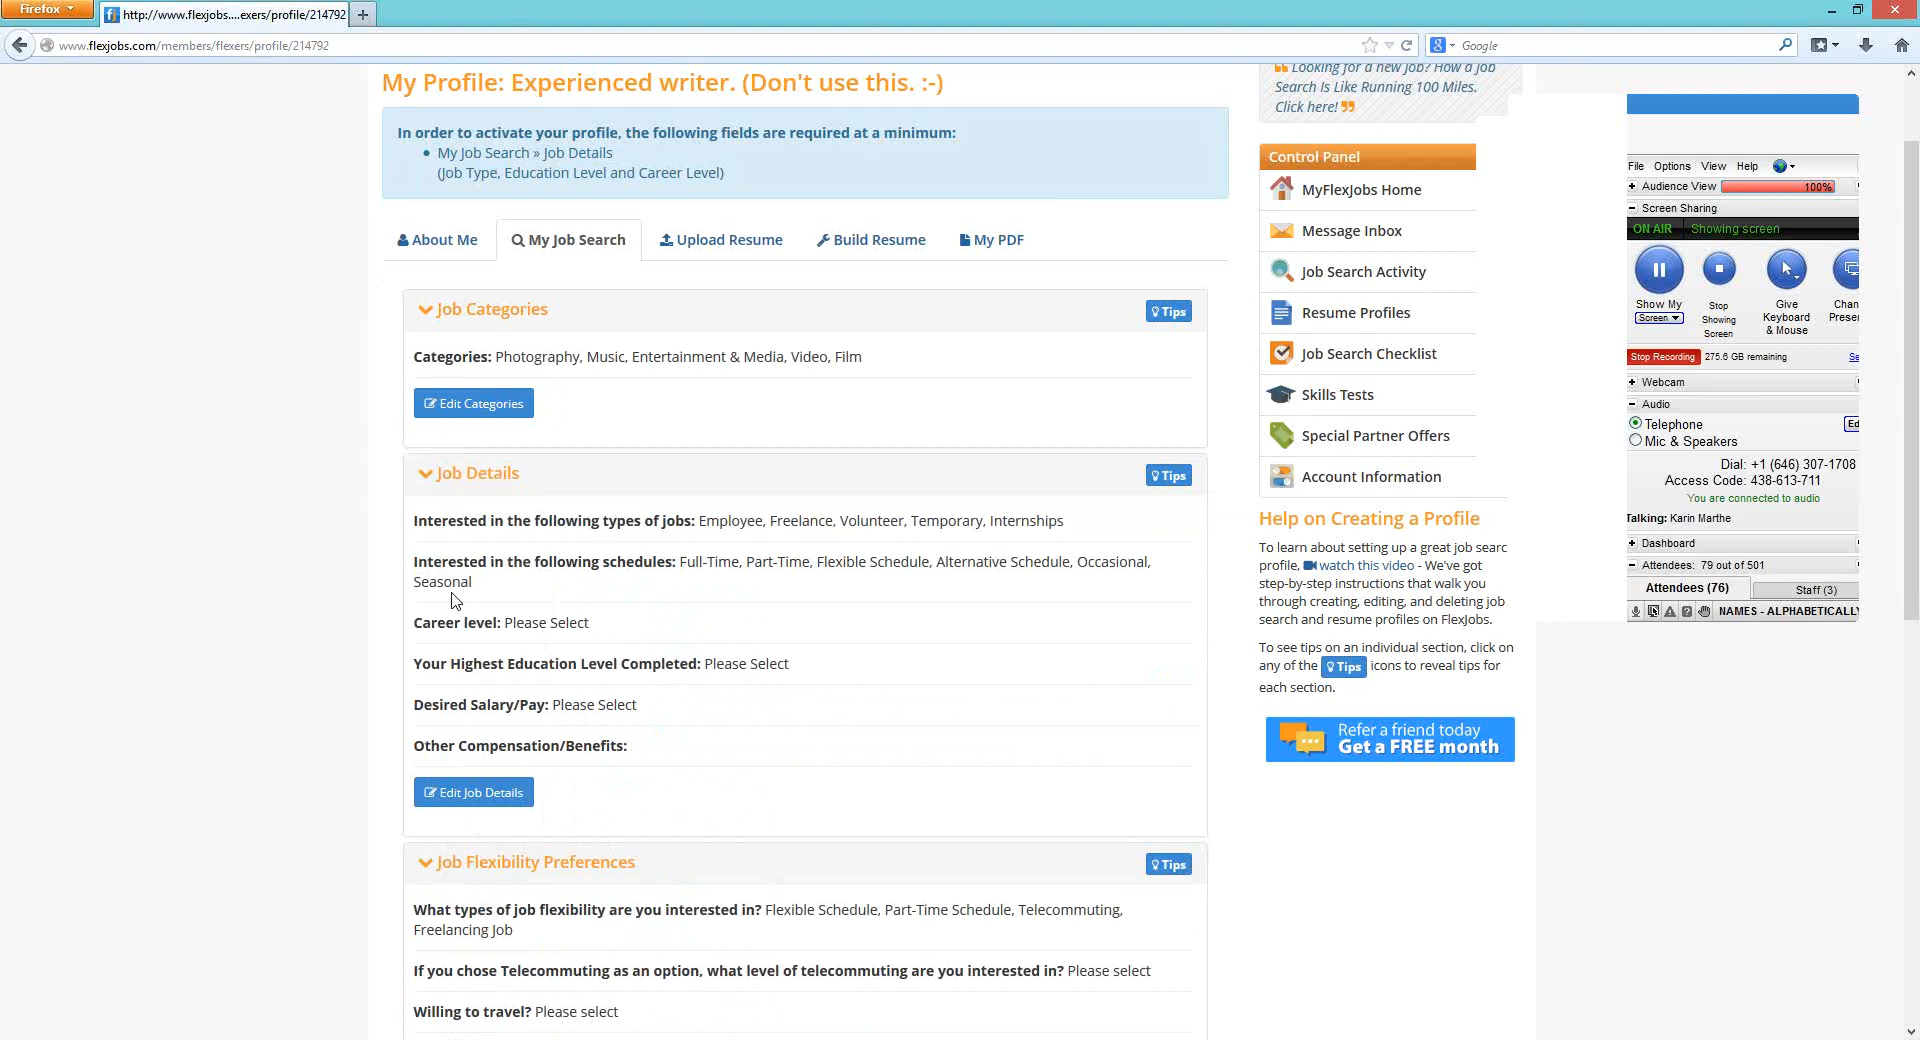 Firefox
http://www.flexjobs....exers/profile/214792
www.flexjobs.com/members/flexers/profile/214792
Google
My Profile: Experienced writer. (Don't use this. :-)
In order to activate your profile, the following fields are required at a minimum:
My Job Search » Job Details
(Job Type, Education Level and Career Level)
About Me
My Job Search
Upload Resume
Build Resume
My PDF
Job Categories
Tips
Categories: Photography, Music, Entertainment & Media, Video, Film
Edit Categories
Job Details
Tips
Interested in the following types of jobs: Employee, Freelance, Volunteer, Temporary, Internships
Interested in the following schedules: Full-Time, Part-Time, Flexible Schedule, Alternative Schedule, Occasional,
Seasonal
Career level: Please Select
Your Highest Education Level Completed: Please Select
Desired Salary/Pay: Please Select
Other Compensation/Benefits:
Edit Job Details
Job Flexibility Preferences
Tips
What types of job flexibility are you interested in? Flexible Schedule, Part-Time Schedule, Telecommuting,
Freelancing Job
If you chose Telecommuting as an option, what level of telecommuting are you interested in? Please select
Willing to travel? Please select
Looking for a new job? How a Job
Search Is Like Running 100 Miles.
Click here!
Control Panel
MyFlexJobs Home
Message Inbox
Job Search Activity
Resume Profiles
Job Search Checklist
Skills Tests
Special Partner Offers
Account Information
Help on Creating a Profile
To learn about setting up a great job searc
profile, watch this video - We've got
step-by-step instructions that walk you
through creating, editing, and deleting job
search and resume profiles on FlexJobs.
To see tips on an individual section, click on
any of the Tips icons to reveal tips for
each section.
Refer a friend today
Get a FREE month
File Options View Help
Audience View 100%
Screen Sharing
ON AIR Showing screen
Show My
Screen
Stop
Showing
Screen
Give
Keyboard
& Mouse
Chan
Prese
Stop Recording 275.6 GB remaining Se
Webcam
Audio
Telephone
Ed
Mic & Speakers
Dial: +1 (646) 307-1708
Access Code: 438-613-711
You are connected to audio
Talking: Karin Marthe
Dashboard
Attendees: 79 out of 501
Attendees (76)
Staff (3)
NAMES - ALPHABETICALLY